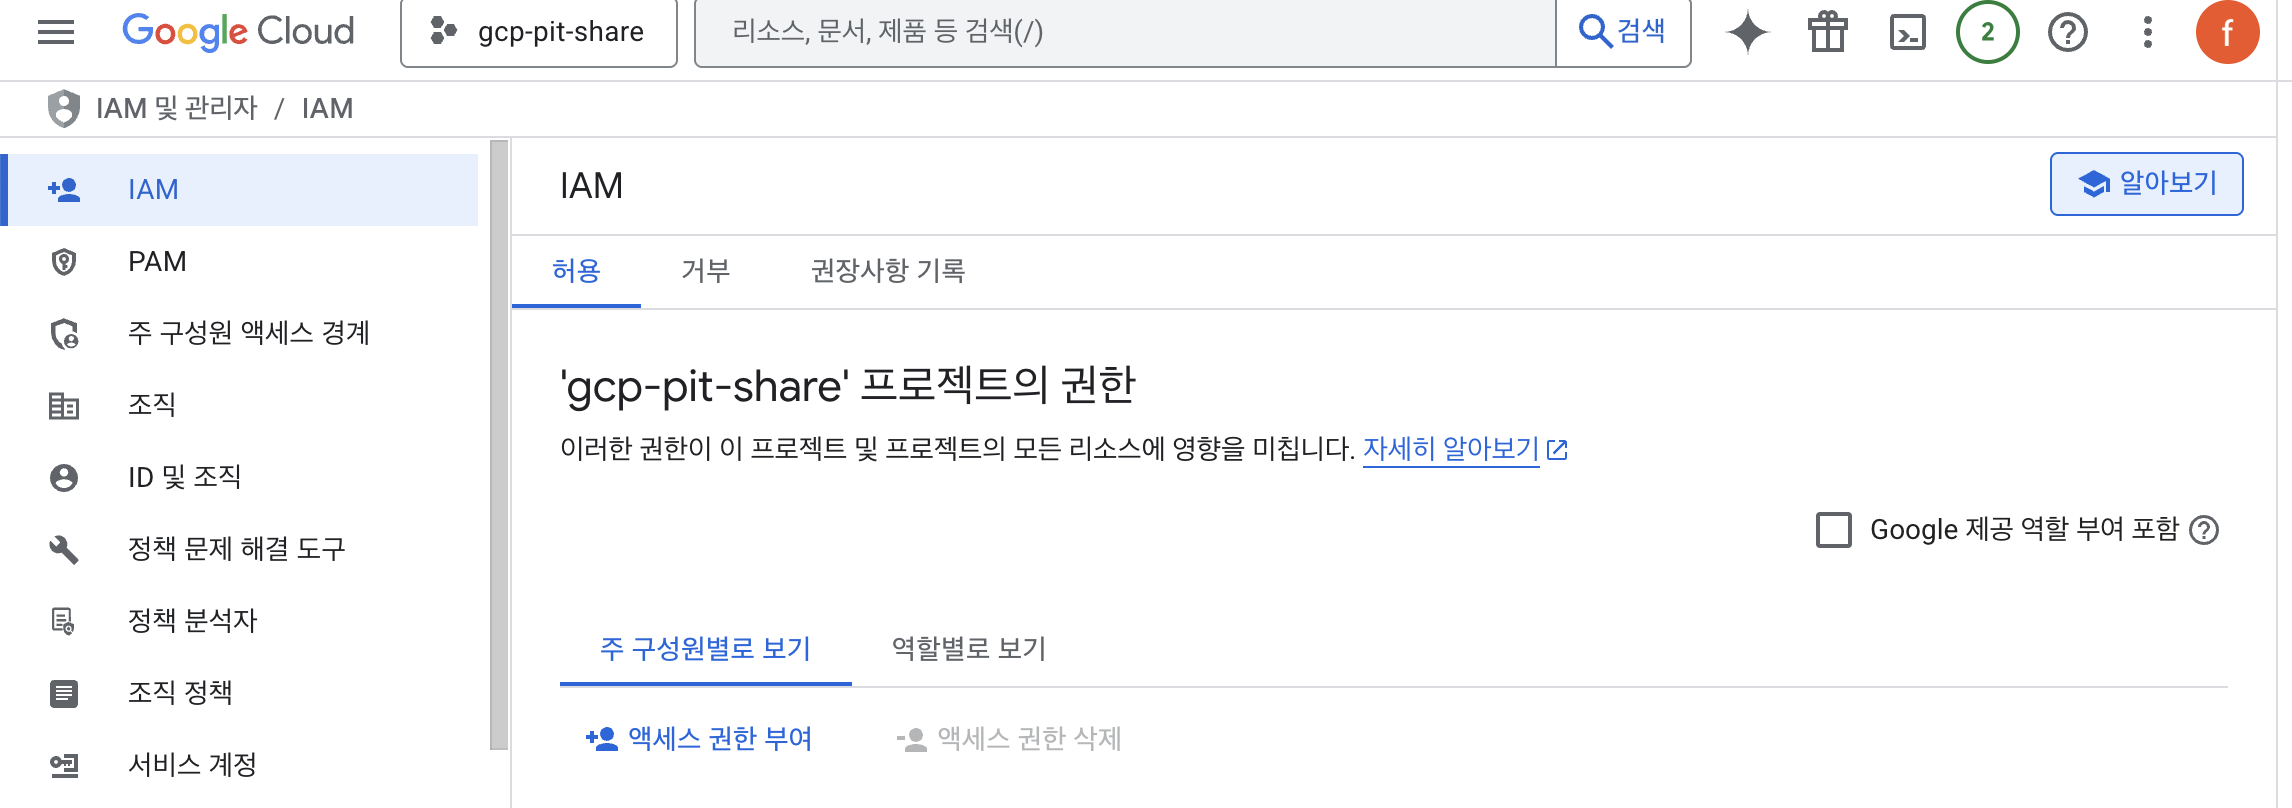 Google Cloud
gcp-pit-share
리소스, 문서, 제품 등 검색(/)
검색
2
f
IAM 및 관리자 / IAM
IAM
PAM
주 구성원 액세스 경계
조직
ID 및 조직
정책 문제 해결 도구
정책 분석자
조직 정책
서비스 계정
IAM
알아보기
허용
거부
권장사항 기록
'gcp-pit-share' 프로젝트의 권한
이러한 권한이 이 프로젝트 및 프로젝트의 모든 리소스에 영향을 미칩니다. 자세히 알아보기
Google 제공 역할 부여 포함
주 구성원별로 보기
역할별로 보기
액세스 권한 부여
액세스 권한 삭제